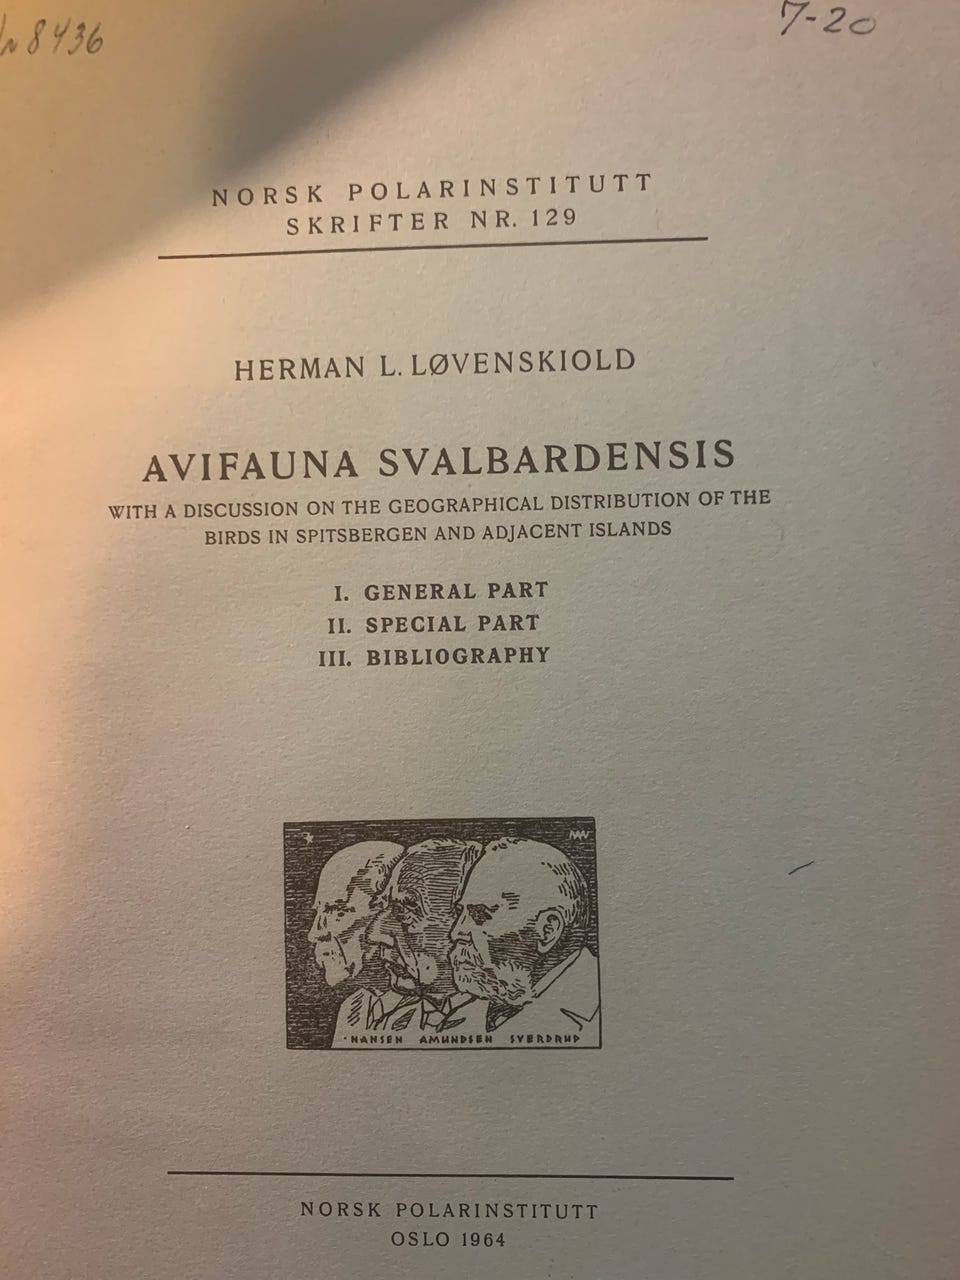 № 8436
7-20
NORSK POLARINSTITUTT
SKRIFTER NR. 129
HERMAN L. LØVENSKIOLD
AVIFAUNA SVALBARDENSIS
WITH A DISCUSSION ON THE GEOGRAPHICAL DISTRIBUTION OF THE
BIRDS IN SPITSBERGEN AND ADJACENT ISLANDS
I. GENERAL PART
II. SPECIAL PART
III. BIBLIOGRAPHY
NANSEN AMUNDSEN SVERDRUP
NORSK POLARINSTITUTT
OSLO 1964